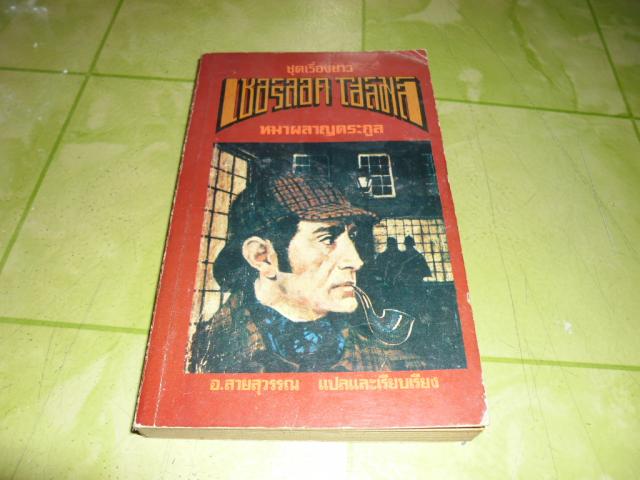 ชุดเรื่องยาว
เชอร์ลอค โฮล์มส์
หมาผลาญตระกูล
อ.สายสุวรรณ แปลและเรียบเรียง